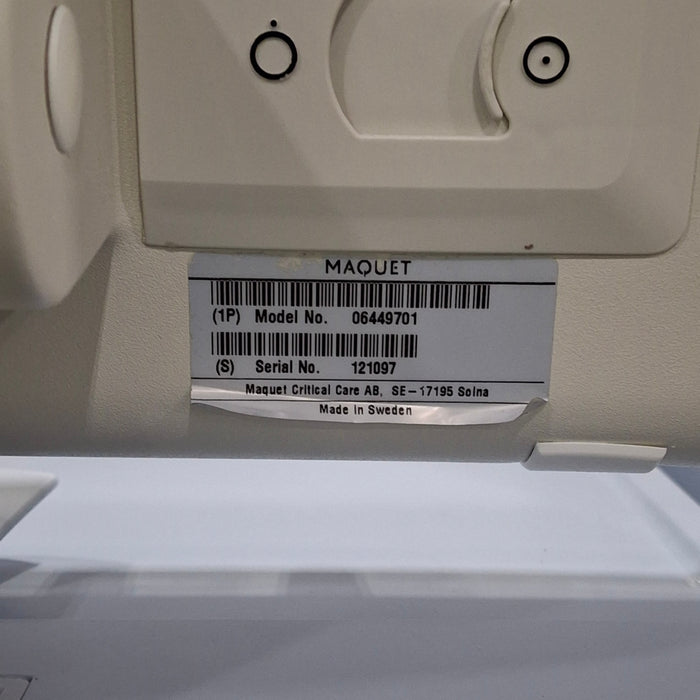 MAQUET
(1P) Model No. 06449701
(S) Serial No. 121097
Maquet Critical Care AB, SE-17195 Solna
Made in Sweden